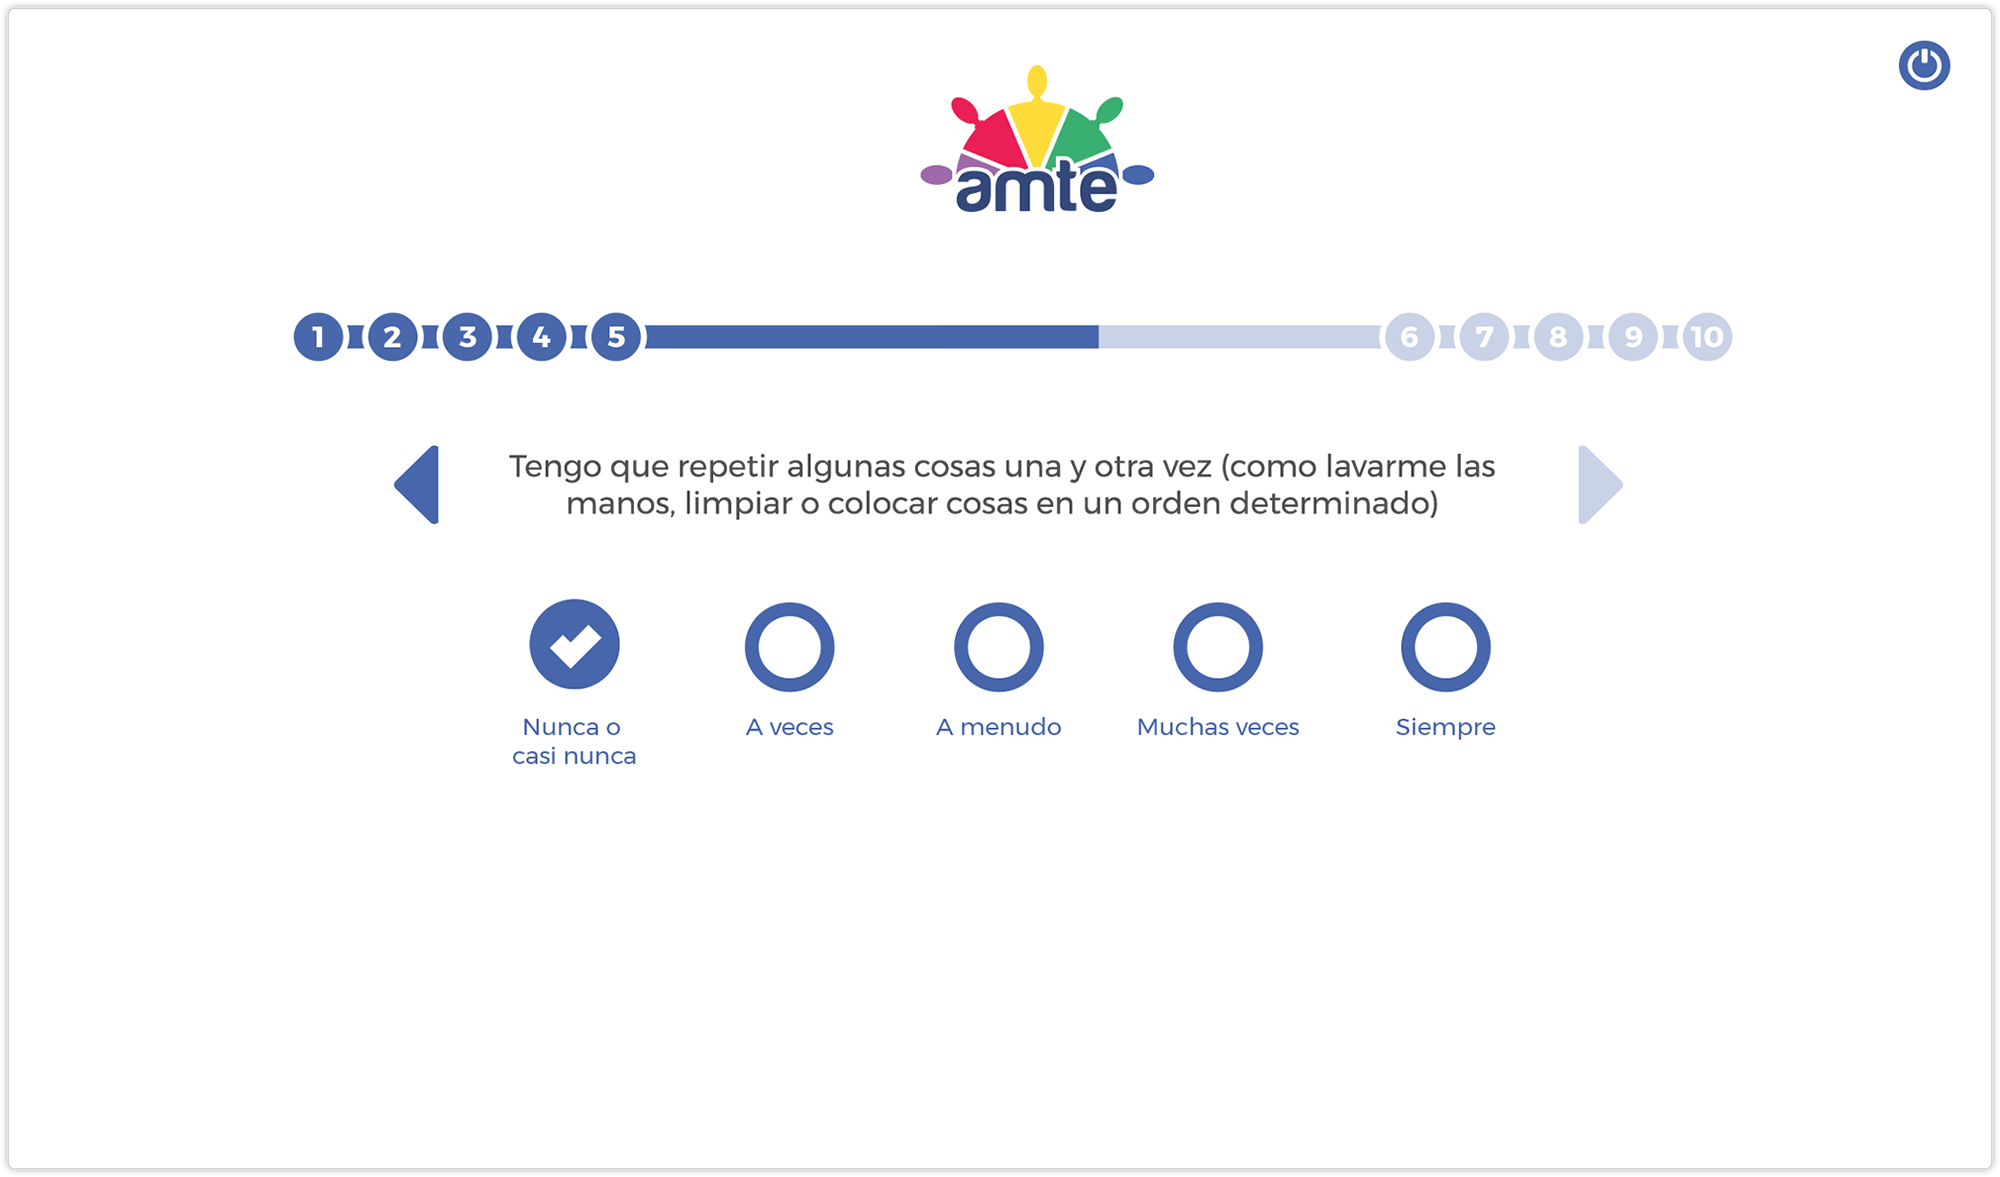 amte
1 2 3 4 5 6 7 8 9 10
Tengo que repetir algunas cosas una y otra vez (como lavarme las
manos, limpiar o colocar cosas en un orden determinado)
Nunca o
casi nunca
A veces
A menudo
Muchas veces
Siempre